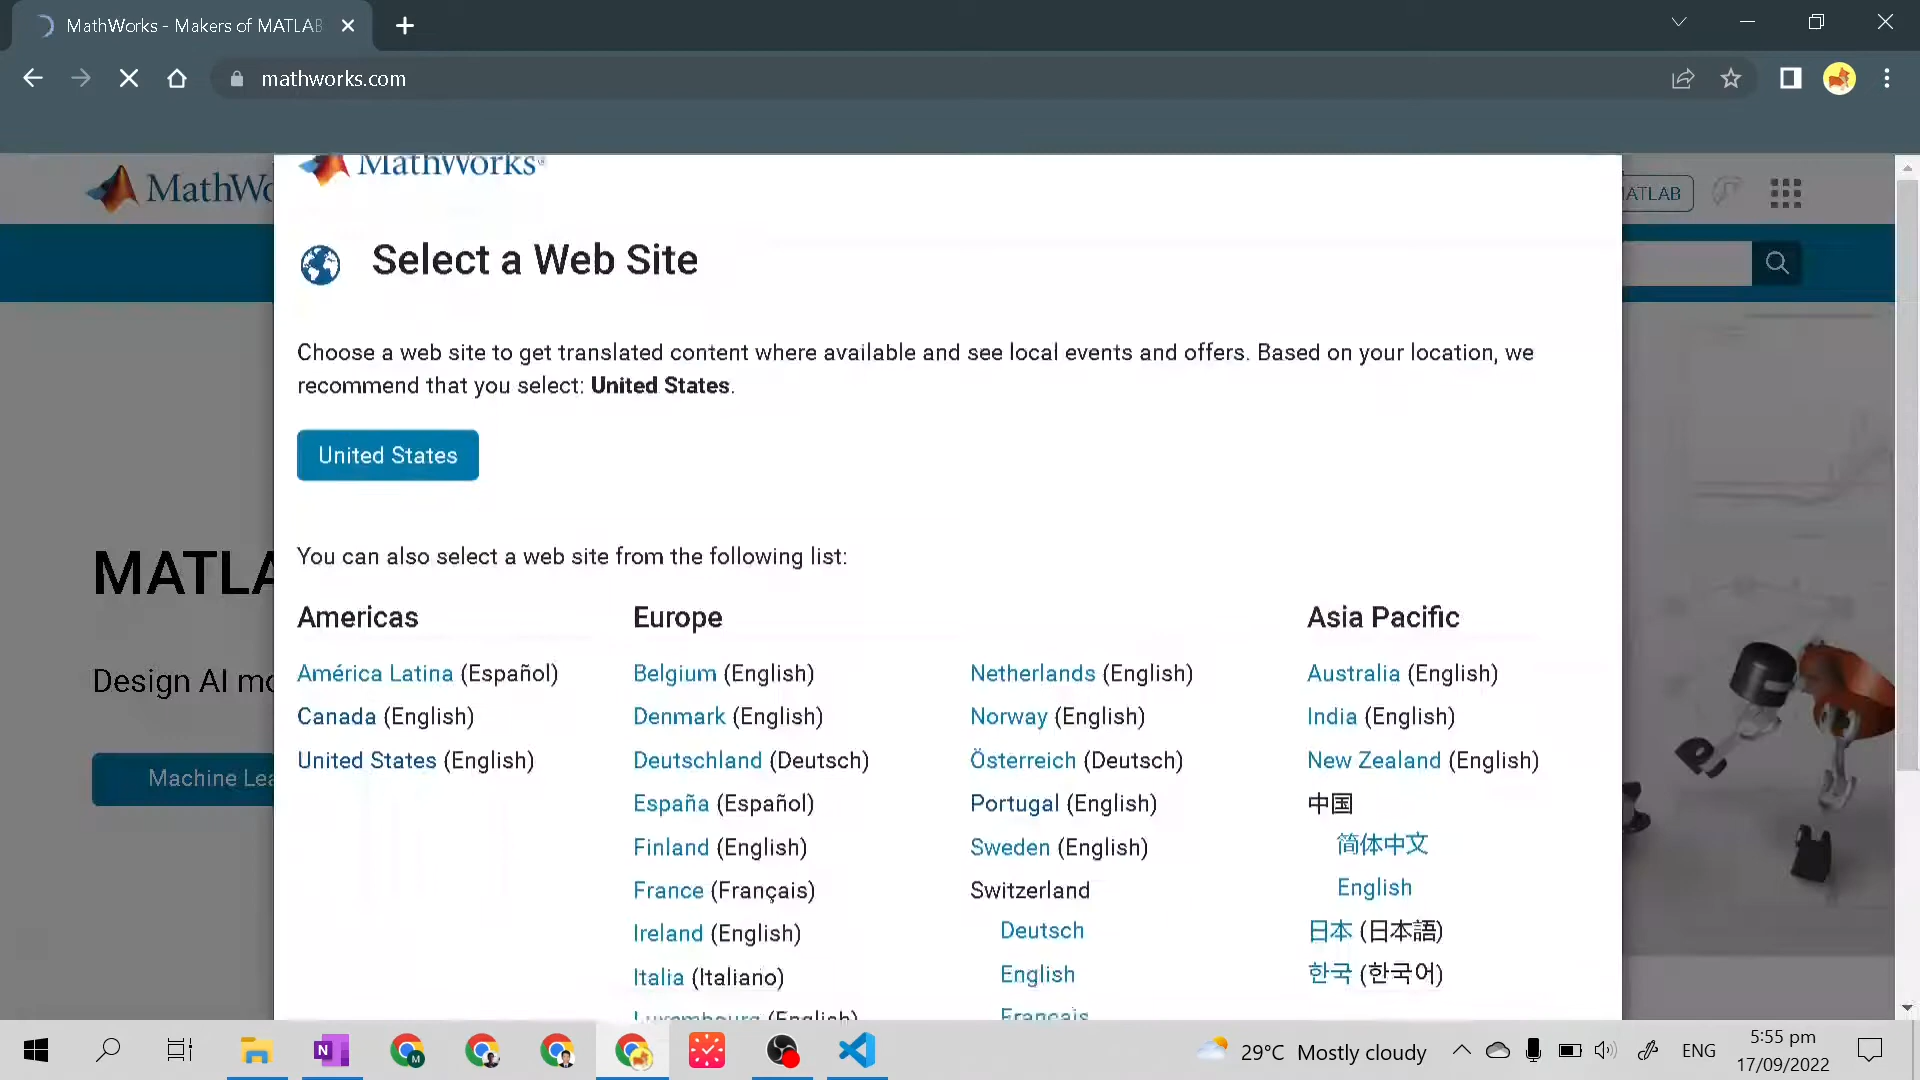 MathWorks - Makers of MATLAB
mathworks.com
MathWo
MathWorks®
ATLAB
Select a Web Site
Choose a web site to get translated content where available and see local events and offers. Based on your location, we
recommend that you select: United States.
United States
You can also select a web site from the following list:
Americas
América Latina (Español)
Canada (English)
United States (English)
Europe
Belgium (English)
Denmark (English)
Deutschland (Deutsch)
España (Español)
Finland (English)
France (Français)
Ireland (English)
Italia (Italiano)
Luxembourg (English)
Netherlands (English)
Norway (English)
Österreich (Deutsch)
Portugal (English)
Sweden (English)
Switzerland
Deutsch
English
Français
Asia Pacific
Australia (English)
India (English)
New Zealand (English)
中国
简体中文
English
日本 (日本語)
한국 (한국어)
MATLA
Design AI mo
Machine Lea
29°C Mostly cloudy
ENG
5:55 pm
17/09/2022